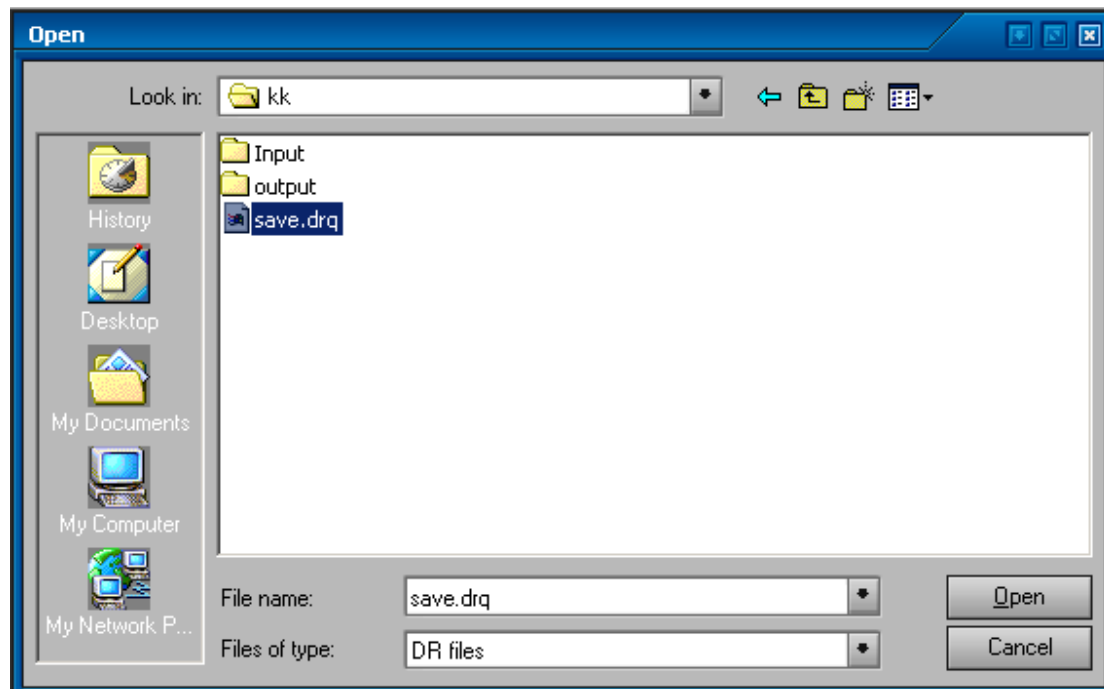 Open
Look in:
kk
History
Desktop
My Documents
My Computer
My Network P...
Input
output
save.drq
File name:
save.drq
Open
Files of type:
DR files
Cancel